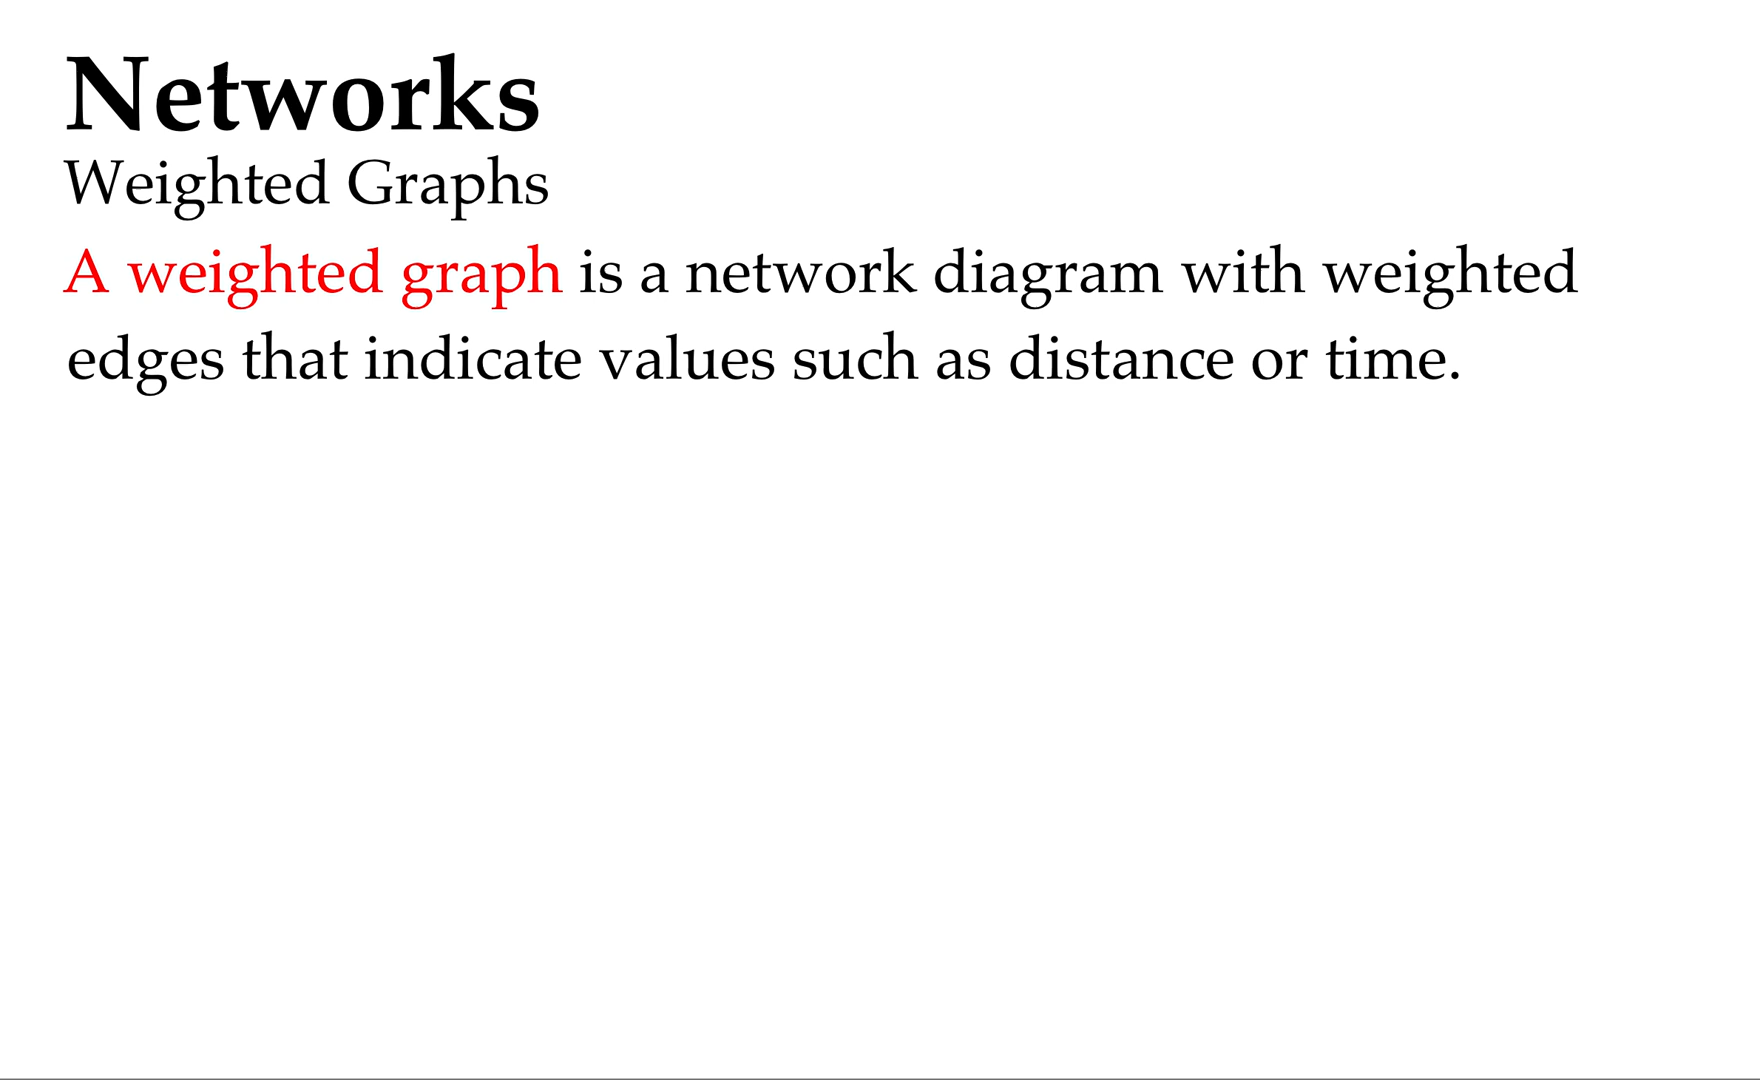 Networks
Weighted Graphs
A weighted graph is a network diagram with weighted
edges that indicate values such as distance or time.